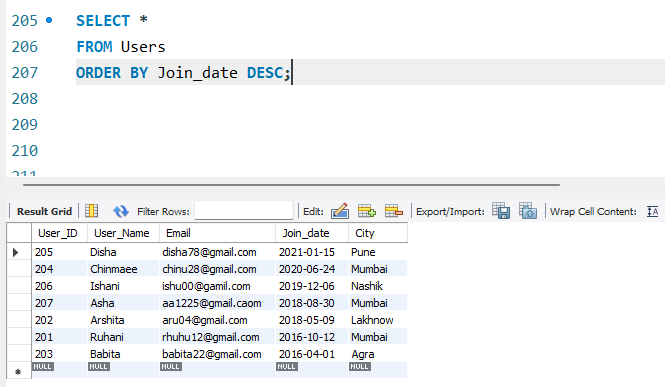 205 SELECT *
206 FROM Users
207 ORDER BY Join_date DESC;
208
209
210
211
Result Grid Filter Rows: Edit: Export/Import: Wrap Cell Content: IA
User_ID User_Name Email Join_date City
205 Disha disha78@gmail.com 2021-01-15 Pune
204 Chinmaee chinu28@gmail.com 2020-06-24 Mumbai
206 Ishani ishu00@gamil.com 2019-12-06 Nashik
207 Asha aa1225@gmail.caom 2018-08-30 Mumbai
202 Arshita aru04@gmail.com 2018-05-09 Lakhnow
201 Ruhani rhuhu12@gmail.com 2016-10-12 Mumbai
203 Babita babita22@gmail.com 2016-04-01 Agra
NULL NULL NULL NULL NULL